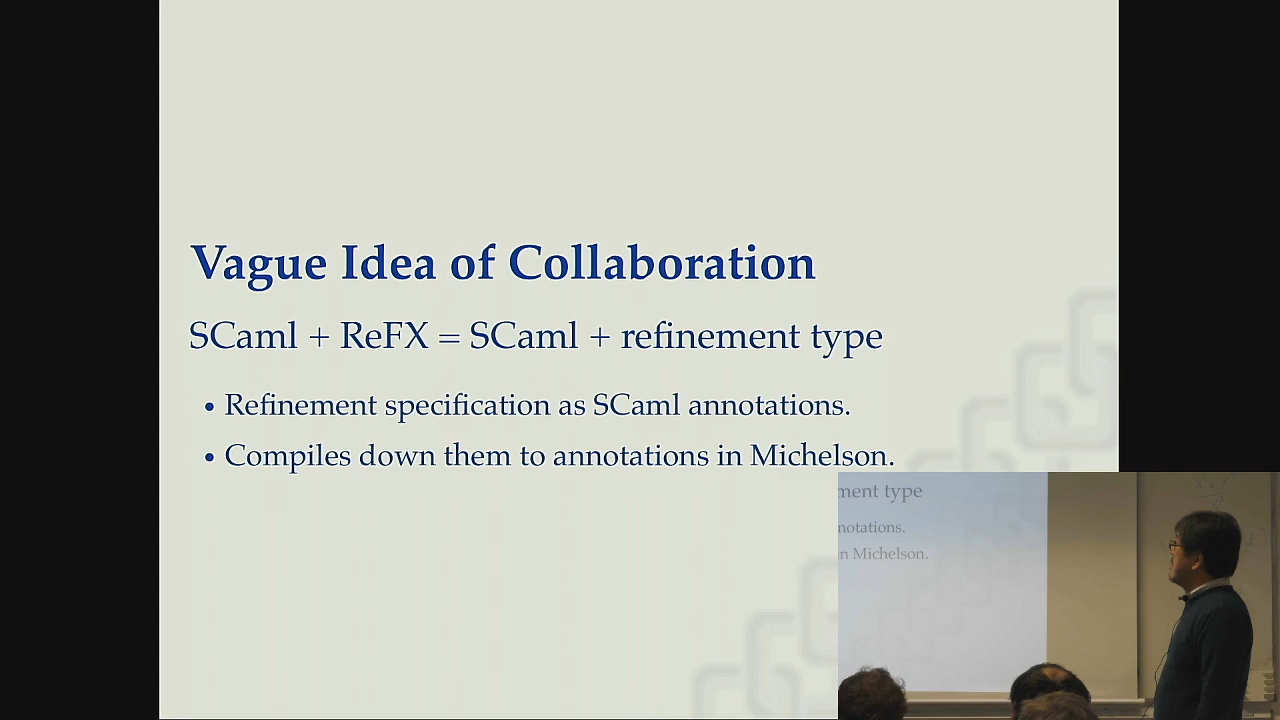 Vague Idea of Collaboration
SCaml + ReFX = SCaml + refinement type
• Refinement specification as SCaml annotations.
• Compiles down them to annotations in Michelson.
ment type
notations.
n Michelson.